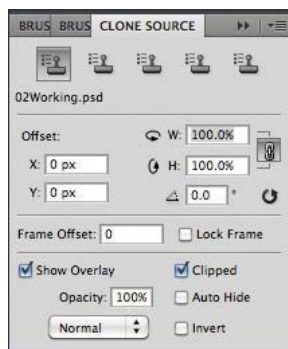 BRUS BRUS CLONE SOURCE
02Working.psd
Offset: W: 100.0%
X: 0 px H: 100.0%
Y: 0 px 0.0 °
Frame Offset: 0 Lock Frame
Show Overlay Clipped
Opacity: 100% Auto Hide
Normal Invert